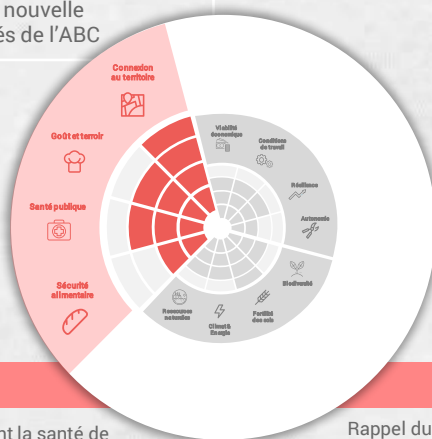 nouvelle
és de l'ABC
Connexion
au territoire
Goût et terroir
Santé publique
Sécurité
alimentaire
Viabilité
économique
Conditions
de travail
Résilience
Autonomie
Biodiversité
Fertilité
des sols
Climat &
Energie
Ressources
naturelles
nt la santé de
Rappel du